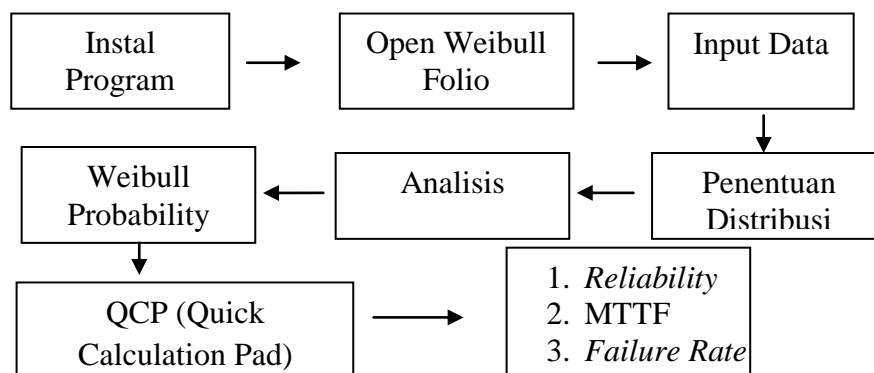 Instal
Program
Open Weibull
Folio
Input Data
Penentuan
Distribusi
Analisis
Weibull
Probability
QCP (Quick
Calculation Pad)
1. Reliability
2. MTTF
3. Failure Rate